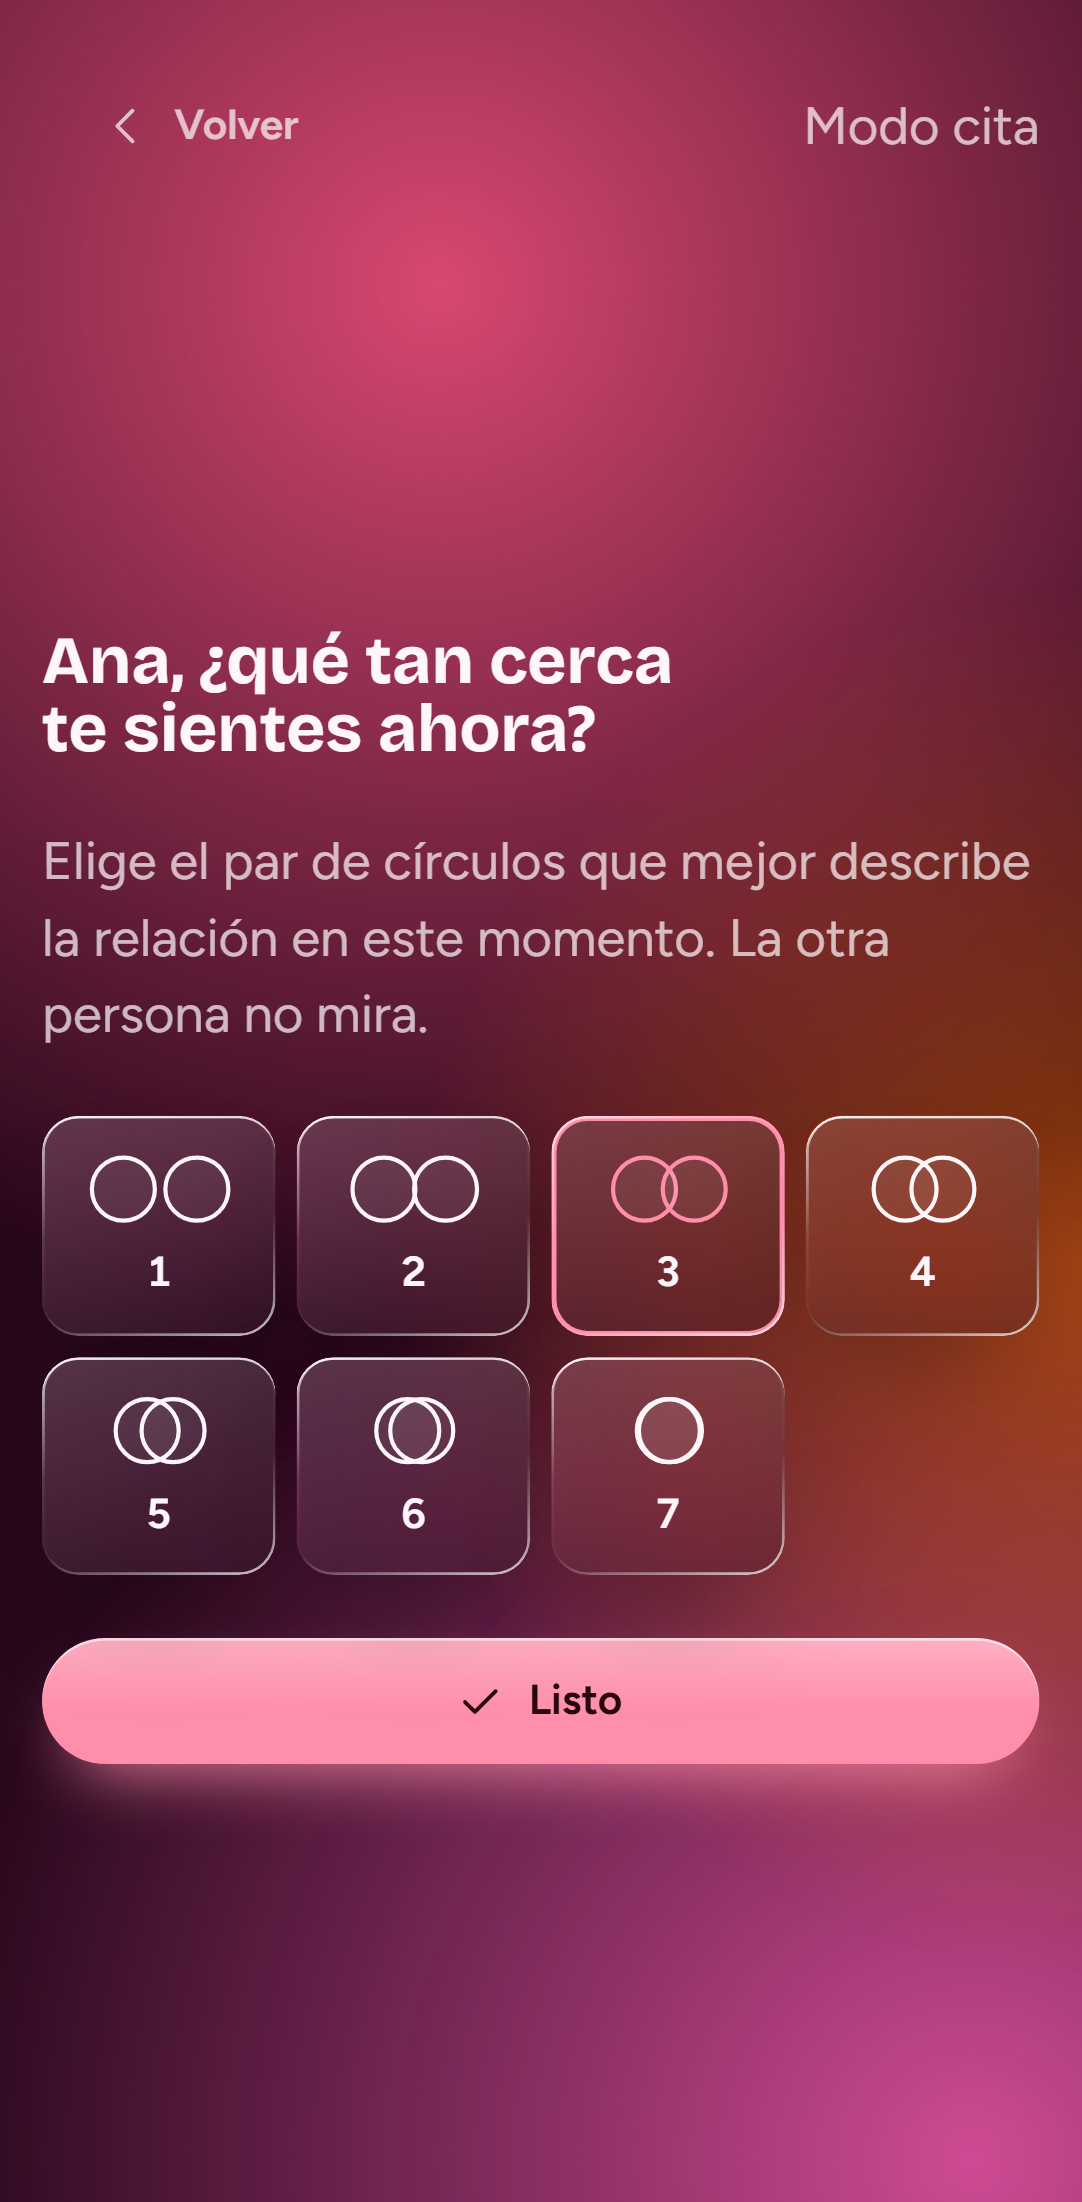 Volver
Modo cita
Ana, ¿qué tan cerca
te sientes ahora?
Elige el par de círculos que mejor describe
la relación en este momento. La otra
persona no mira.
1
2
3
4
5
6
7
Listo